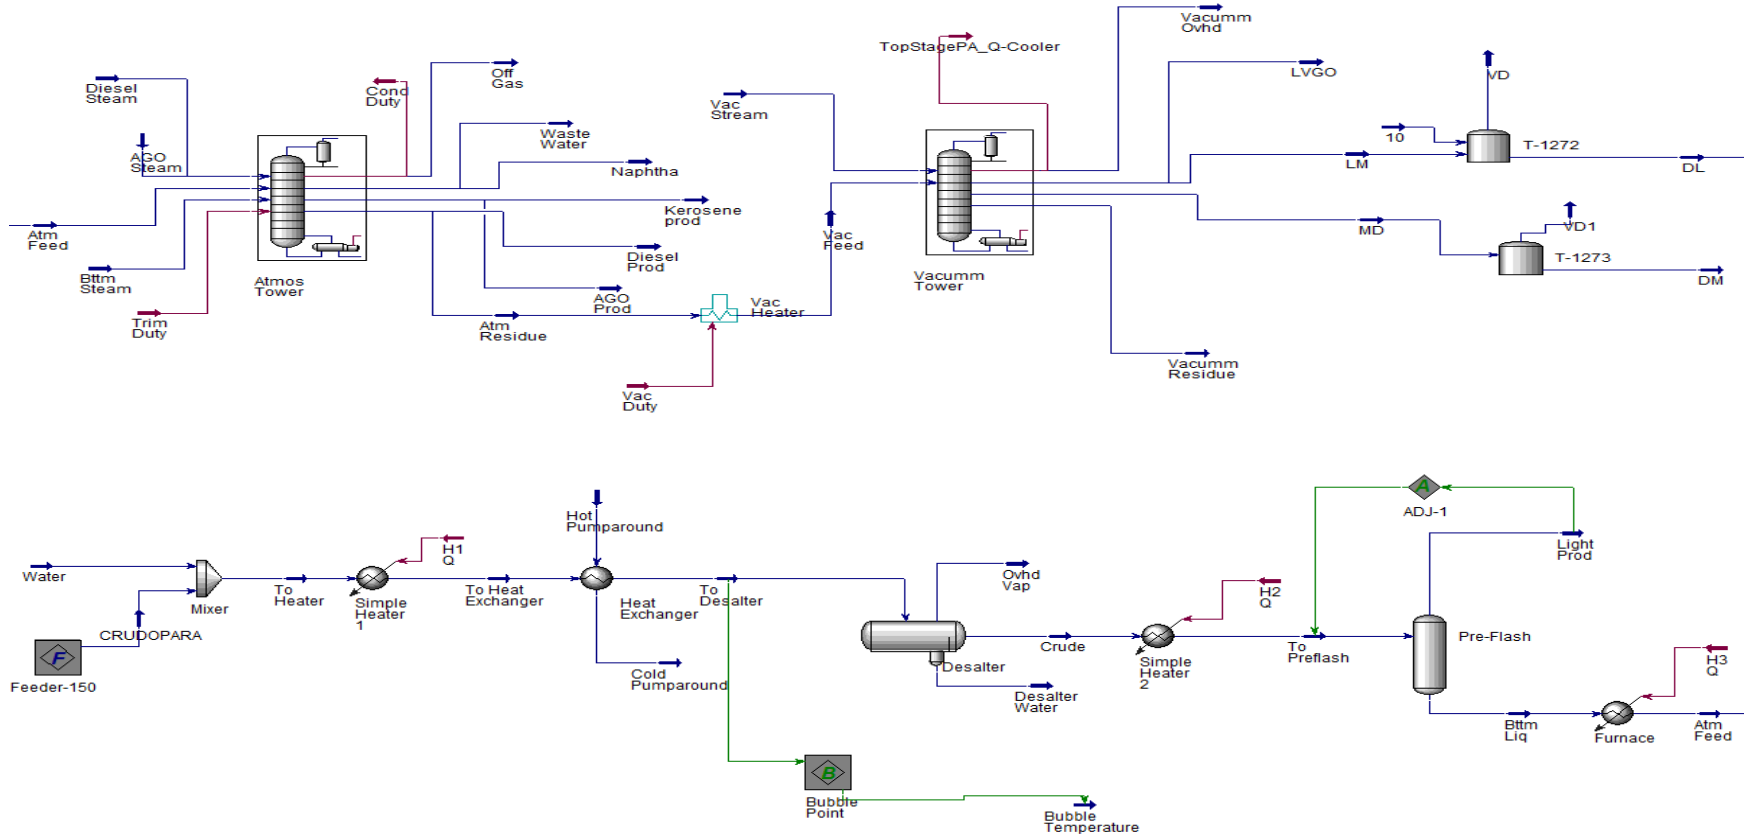 Vacumm
Ovhd
TopStagePA_Q-Cooler
Diesel
Steam
Cond
Duty
Off
Gas
LVGO
VD
Vac
Stream
AGO
Steam
Waste
Water
10
T-1272
Naphtha
LM
DL
Kerosene
prod
Atm
Feed
Vac
Feed
MD
VD1
Bttm
Steam
Atmos
Tower
Diesel
Prod
Vacumm
Tower
T-1273
DM
AGO
Prod
Vac
Heater
Trim
Duty
Atm
Residue
Vacumm
Residue
Vac
Duty
A
ADJ-1
Hot
Pumparound
H1
Q
Light
Prod
Water
Mixer
To
Heater
Simple
Heater
1
To Heat
Exchanger
Heat
Exchanger
To
Desalter
Ovhd
Vap
H2
Q
CRUDOPARA
F
Feeder-150
Cold
Pumparound
Desalter
Crude
Simple
Heater
2
To
Preflash
Pre-Flash
H3
Q
Desalter
Water
Bttm
Liq
Furnace
Atm
Feed
B
Bubble
Point
Bubble
Temperature